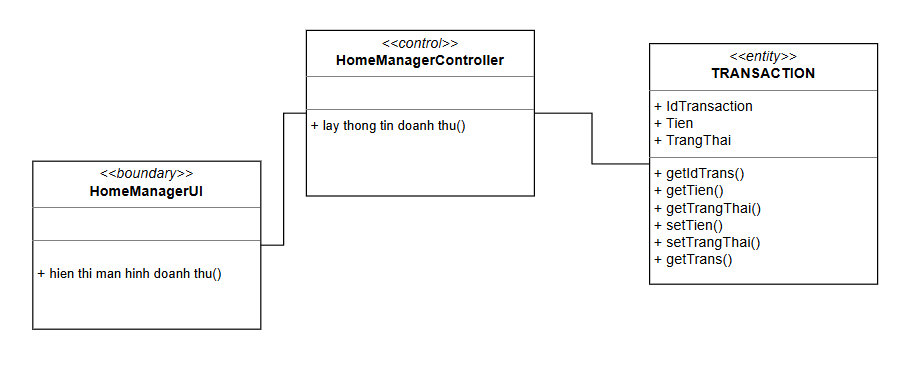 <<control>>
HomeManagerController
+ lay thong tin doanh thu()
<<entity>>
TRANSACTION
+ IdTransaction
+ Tien
+ TrangThai
+ getIdTrans()
+ getTien()
+ getTrangThai()
+ setTien()
+ setTrangThai()
+ getTrans()
<<boundary>>
HomeManagerUI
+ hien thi man hinh doanh thu()